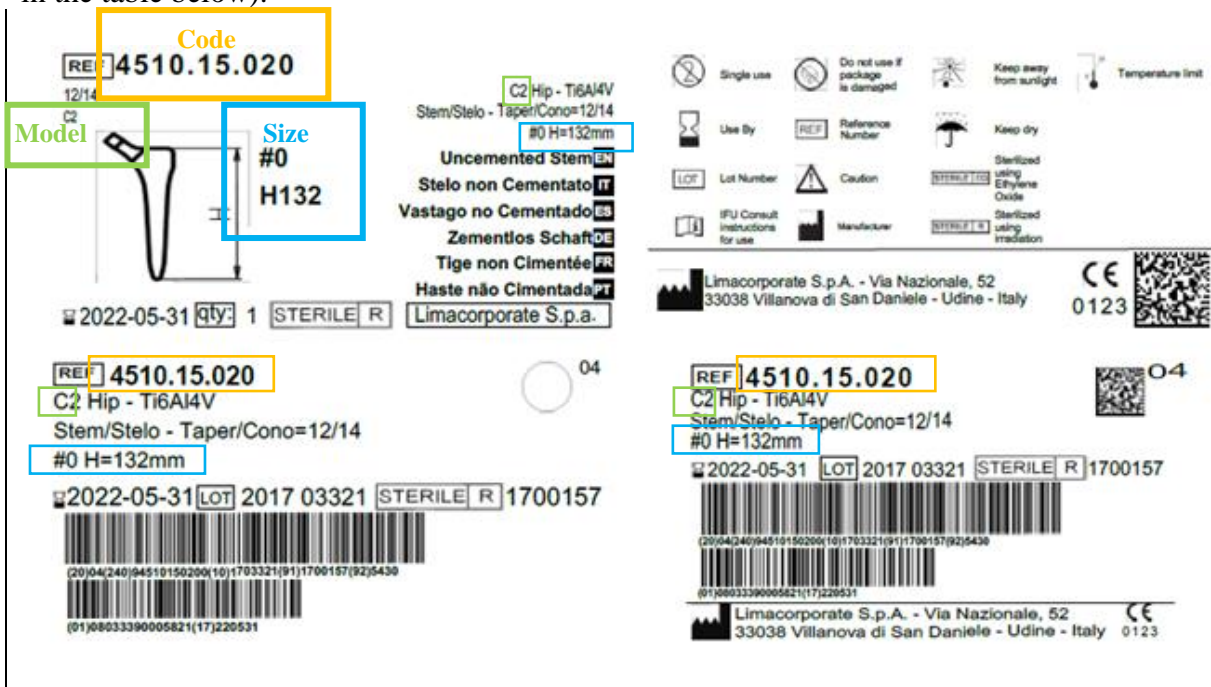 in the table below).
Code
REF 4510.15.020
12/14
C2
Model
Size
#0
H132
H
2022-05-31 qty: 1 STERILE R
C2 Hip - Ti6Al4V
Stem/Stelo - Taper/Cono=12/14
#0 H=132mm
Uncemented Stem EN
Stelo non Cementato IT
Vastago no Cementado ES
Zementlos Schaft DE
Tige non Cimentée FR
Haste não Cimentada PT
Limacorporate S.p.a.
Single use
Do not use if
package
is damaged
Keep away
from sunlight
Temperature limit
Use By
REF Reference
Number
Keep dry
LOT Lot Number
Caution
STERILE EO Sterilized
using
Ethylene
Oxide
IFU Consult
instructions
for use
Manufacturer
STERILE R Sterilized
using
irradiation
Limacorporate S.p.A. - Via Nazionale, 52
33038 Villanova di San Daniele - Udine - Italy
CE
0123
REF 4510.15.020
04
C2 Hip - Ti6Al4V
Stem/Stelo - Taper/Cono=12/14
#0 H=132mm
2022-05-31 LOT 2017 03321 STERILE R 1700157
(20)04(240)94510150200(10)1703321(91)1700157(92)5430
(01)08033390005821(17)220531
REF 4510.15.020
04
C2 Hip - Ti6Al4V
Stem/Stelo - Taper/Cono=12/14
#0 H=132mm
2022-05-31 LOT 2017 03321 STERILE R 1700157
(20)04(240)94510150200(10)1703321(91)1700157(92)5430
(01)08033390005821(17)220531
Limacorporate S.p.A. - Via Nazionale, 52
33038 Villanova di San Daniele - Udine - Italy
CE
0123